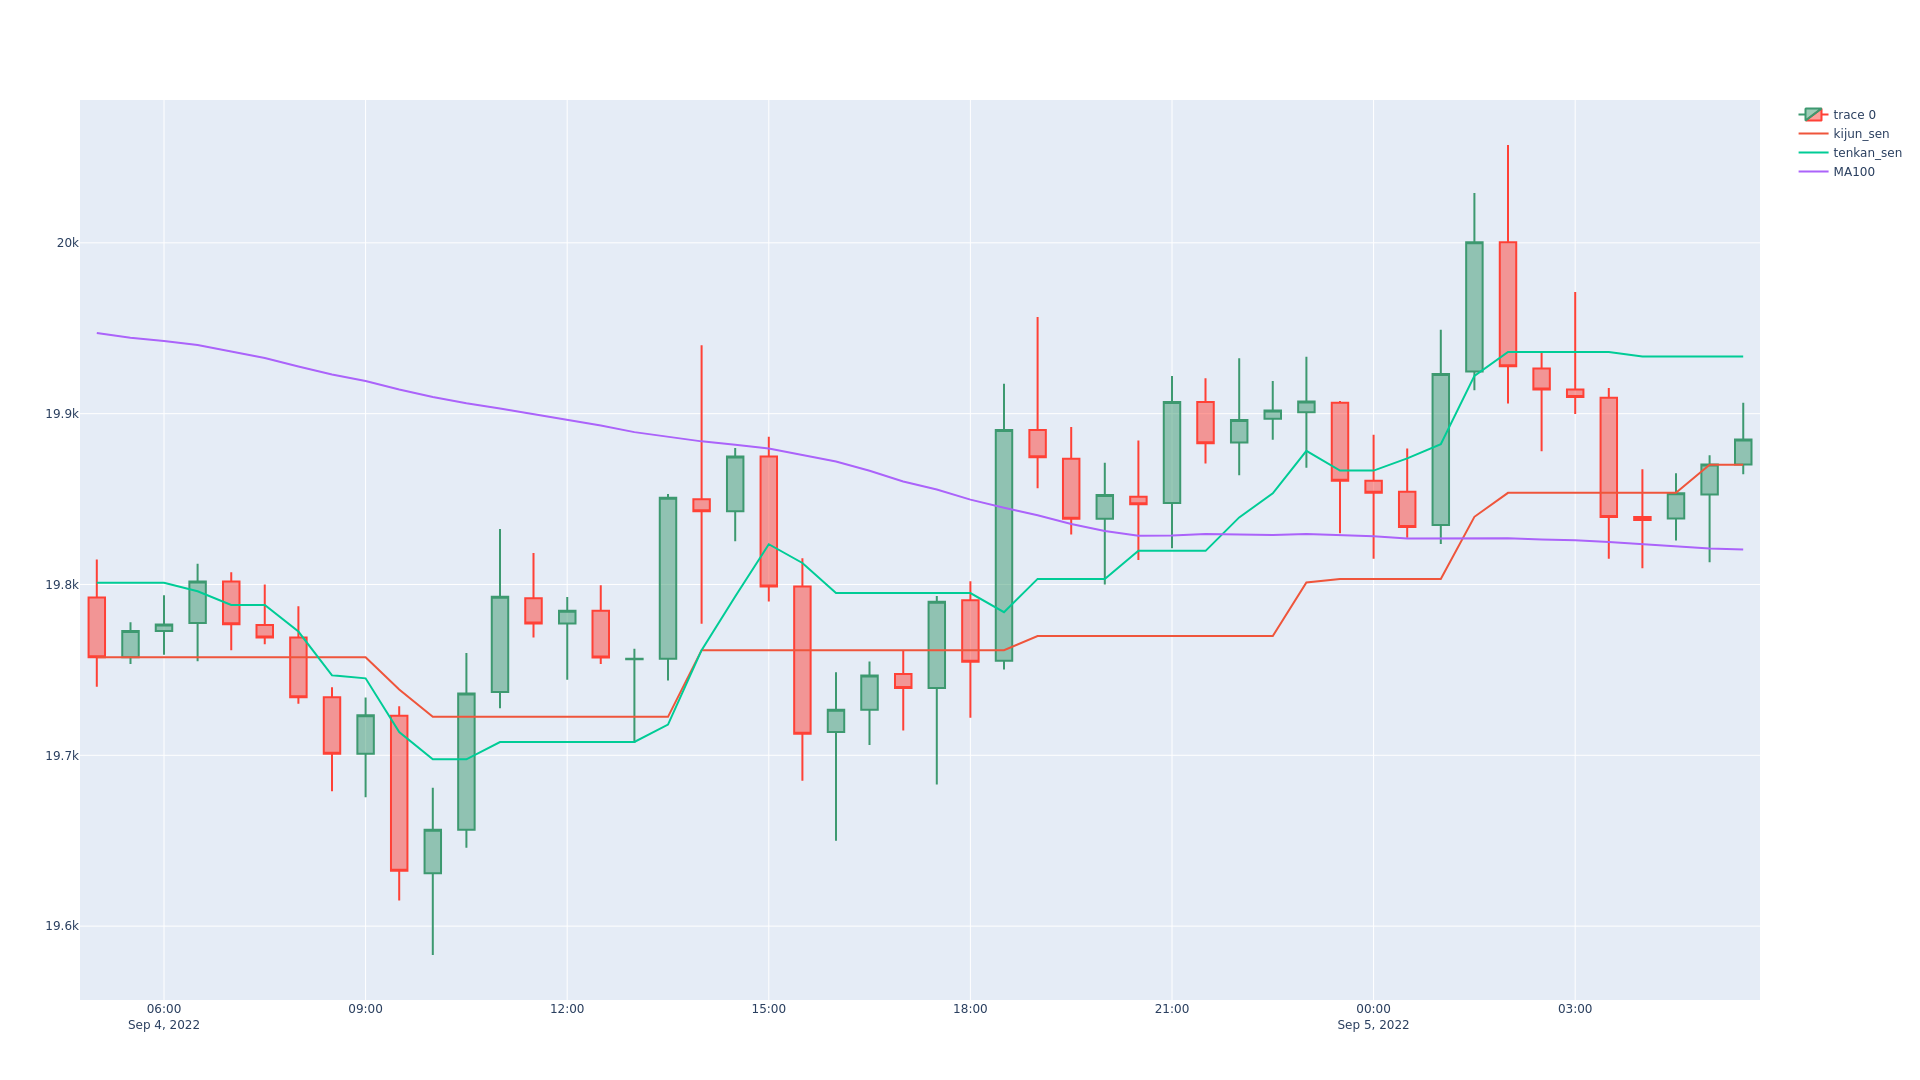 trace 0
kijun_sen
tenkan_sen
MA100
20k
19.9k
19.8k
19.7k
19.6k
06:00 09:00 12:00 15:00 18:00 21:00 00:00 03:00
Sep 4, 2022 Sep 5, 2022